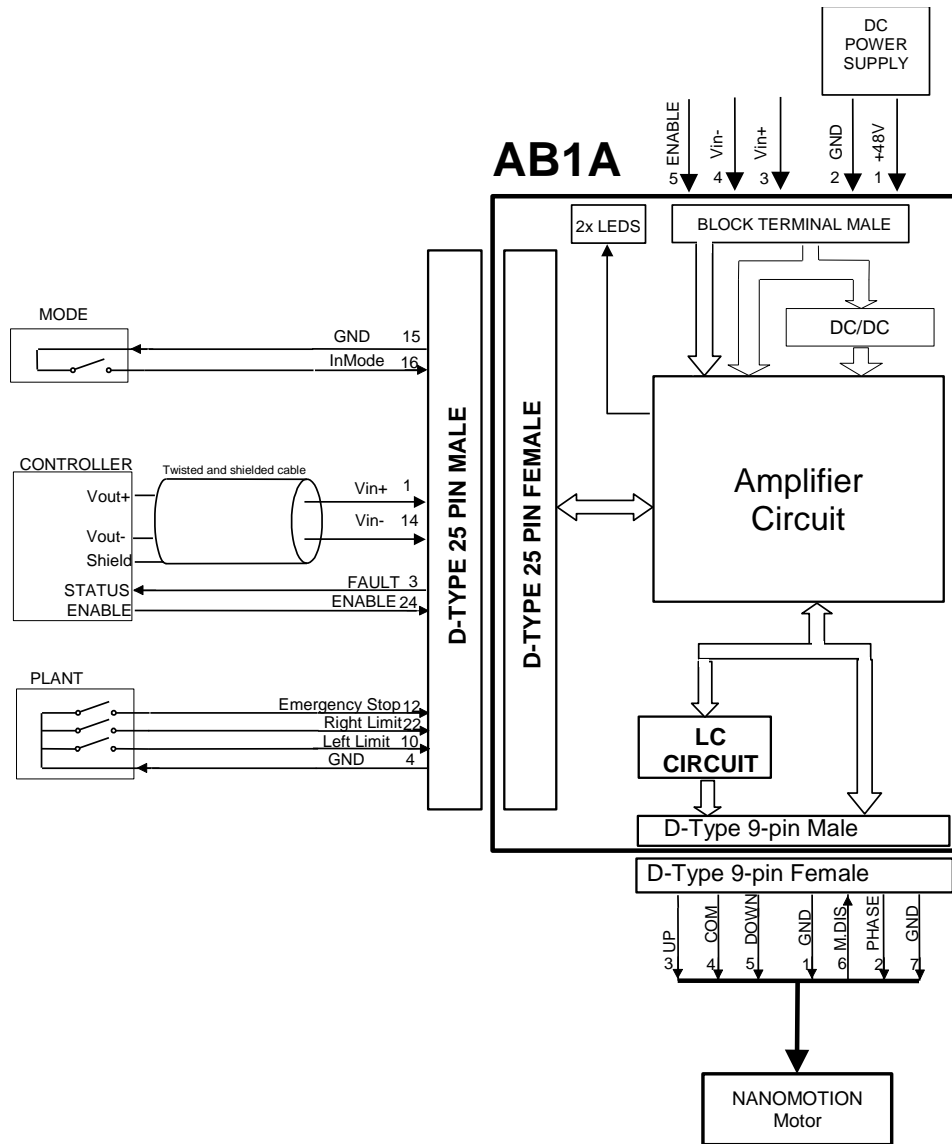 DC
POWER
SUPPLY
ENABLE
5
Vin-
4
Vin+
3
GND
2
+48V
1
AB1A
2x LEDS
BLOCK TERMINAL MALE
DC/DC
MODE
GND 15
InMode 16
D-TYPE 25 PIN MALE
D-TYPE 25 PIN FEMALE
Amplifier
Circuit
CONTROLLER
Twisted and shielded cable
Vout+
Vin+ 1
Vin- 14
Vout-
Shield
STATUS
FAULT 3
ENABLE
ENABLE 24
PLANT
Emergency Stop 12
Right Limit 22
Left Limit 10
GND 4
LC
CIRCUIT
D-Type 9-pin Male
D-Type 9-pin Female
UP
3
COM
4
DOWN
5
GND
1
M.DIS
6
PHASE
2
GND
7
NANOMOTION
Motor